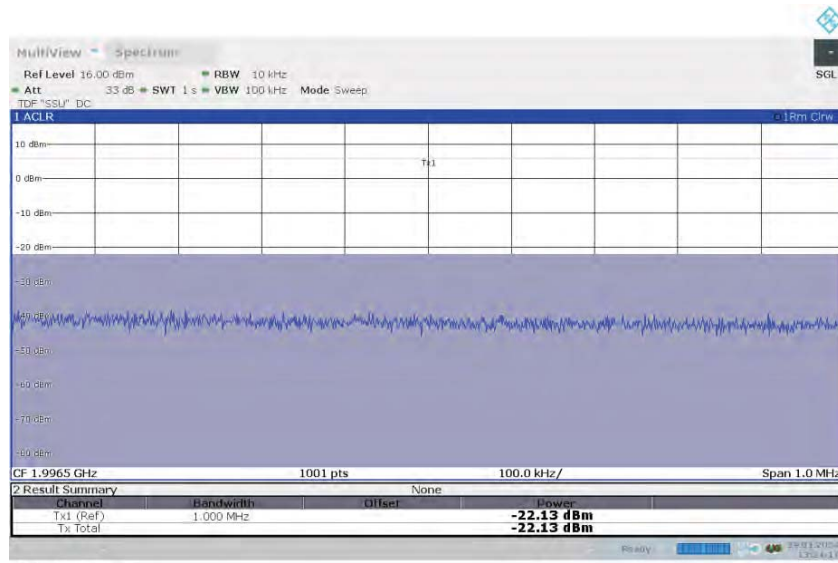 MultiView Spectrum
Ref Level 16.00 dBm RBW 10 kHz
SGL
Att 33 dB SWT 1 s VBW 100 kHz Mode Sweep
TDF "SSU" DC
1 ACLR 1Rm Clrw
10 dBm
Tx1
0 dBm
-10 dBm
-20 dBm
-30 dBm
-40 dBm
-50 dBm
-60 dBm
-70 dBm
CF 1.9965 GHz 1001 pts 100.0 kHz/ Span 1.0 MHz
2 Result Summary None
Channel Bandwidth Offset Power
Tx1 (Ref) 1.000 MHz -22.13 dBm
Tx Total -22.13 dBm
Ready